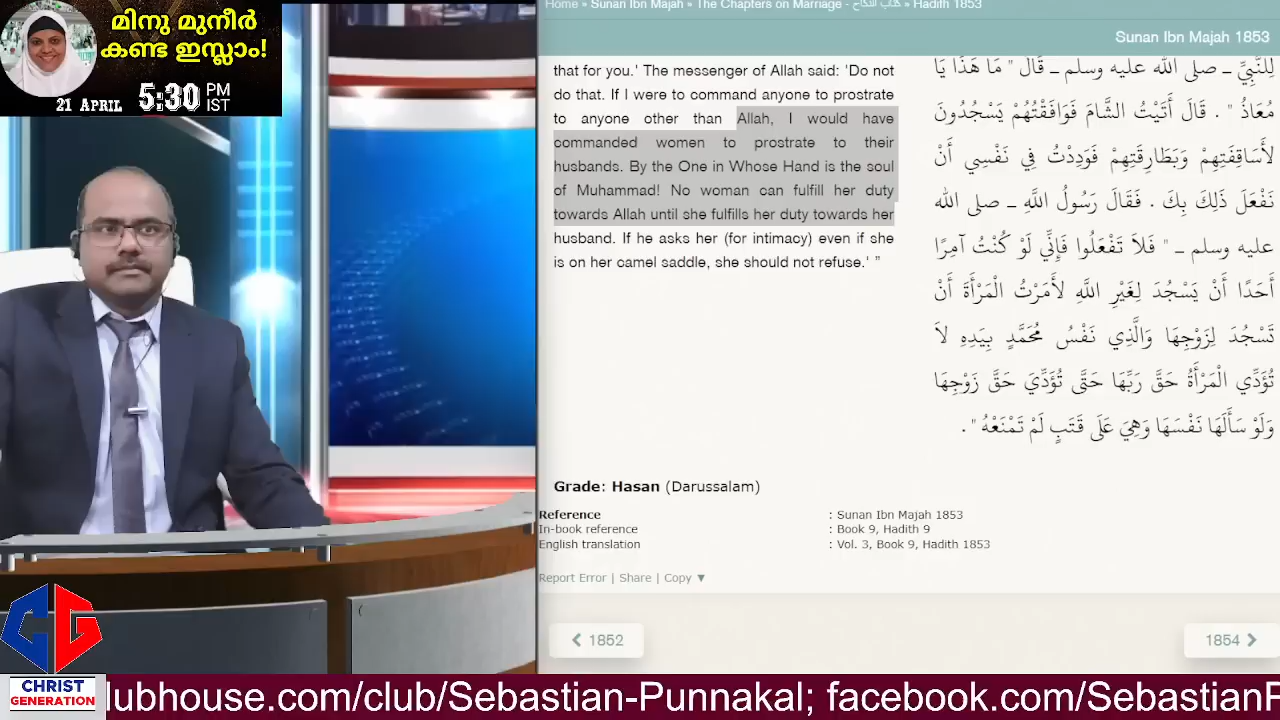 മിനു മുനീർ
കണ്ട ഇസ്ലാം!
21 APRIL 5:30 PM IST
Home » Sunan Ibn Majah » The Chapters on Marriage - كتاب النكاح » Hadith 1853
Sunan Ibn Majah 1853
that for you.' The messenger of Allah said: 'Do not
do that. If I were to command anyone to prostrate
to anyone other than Allah, I would have
commanded women to prostrate to their
husbands. By the One in Whose Hand is the soul
of Muhammad! No woman can fulfill her duty
towards Allah until she fulfills her duty towards her
husband. If he asks her (for intimacy) even if she
is on her camel saddle, she should not refuse.' ”
لِلنَّبِيِّ ـ صلى الله عليه وسلم ـ قَالَ " مَا هَذَا يَا
مُعَاذُ " . قَالَ أَتَيْتُ الشَّامَ فَوَافَقْتُهُمْ يَسْجُدُونَ
لأَسَاقِفَتِهِمْ وَبَطَارِقَتِهِمْ فَوَدِدْتُ فِي نَفْسِي أَنْ
نَفْعَلَ ذَلِكَ بِكَ . فَقَالَ رَسُولُ اللَّهِ ـ صلى الله
عليه وسلم ـ " فَلاَ تَفْعَلُوا فَإِنِّي لَوْ كُنْتُ آمِرًا
أَحَدًا أَنْ يَسْجُدَ لِغَيْرِ اللَّهِ لأَمَرْتُ الْمَرْأَةَ أَنْ
تَسْجُدَ لِزَوْجِهَا وَالَّذِي نَفْسُ مُحَمَّدٍ بِيَدِهِ لاَ
تُؤَدِّي الْمَرْأَةُ حَقَّ رَبِّهَا حَتَّى تُؤَدِّيَ حَقَّ زَوْجِهَا
وَلَوْ سَأَلَهَا نَفْسَهَا وَهِيَ عَلَى قَتَبٍ لَمْ تَمْنَعْهُ " .
Grade: Hasan (Darussalam)
Reference : Sunan Ibn Majah 1853
In-book reference : Book 9, Hadith 9
English translation : Vol. 3, Book 9, Hadith 1853
Report Error | Share | Copy ▼
1852
1854
CG
CHRIST
GENERATION
lubhouse.com/club/Sebastian-Punnakal; facebook.com/SebastianP